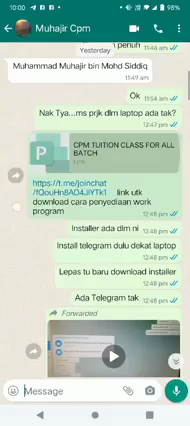 10:00
98%
Muhajir Cpm
penuh
11:46 am
Yesterday
Muhammad Muhajir bin Mohd Siddiq
11:49 am
Ok
11:54 am
Nak Tya...ms prjk dlm laptop ada tak?
12:47 pm
CPM TUITION CLASS FOR ALL
BATCH
https://t.me/joinchat
link utk
download cara penyediaan work
program
12:48 pm
Installer ada dlm ni
12:48 pm
Install telegram dulu dekat laptop
12:48 pm
Lepas tu baru download installer
12:48 pm
Ada Telegram tak
12:48 pm
Forwarded
Message